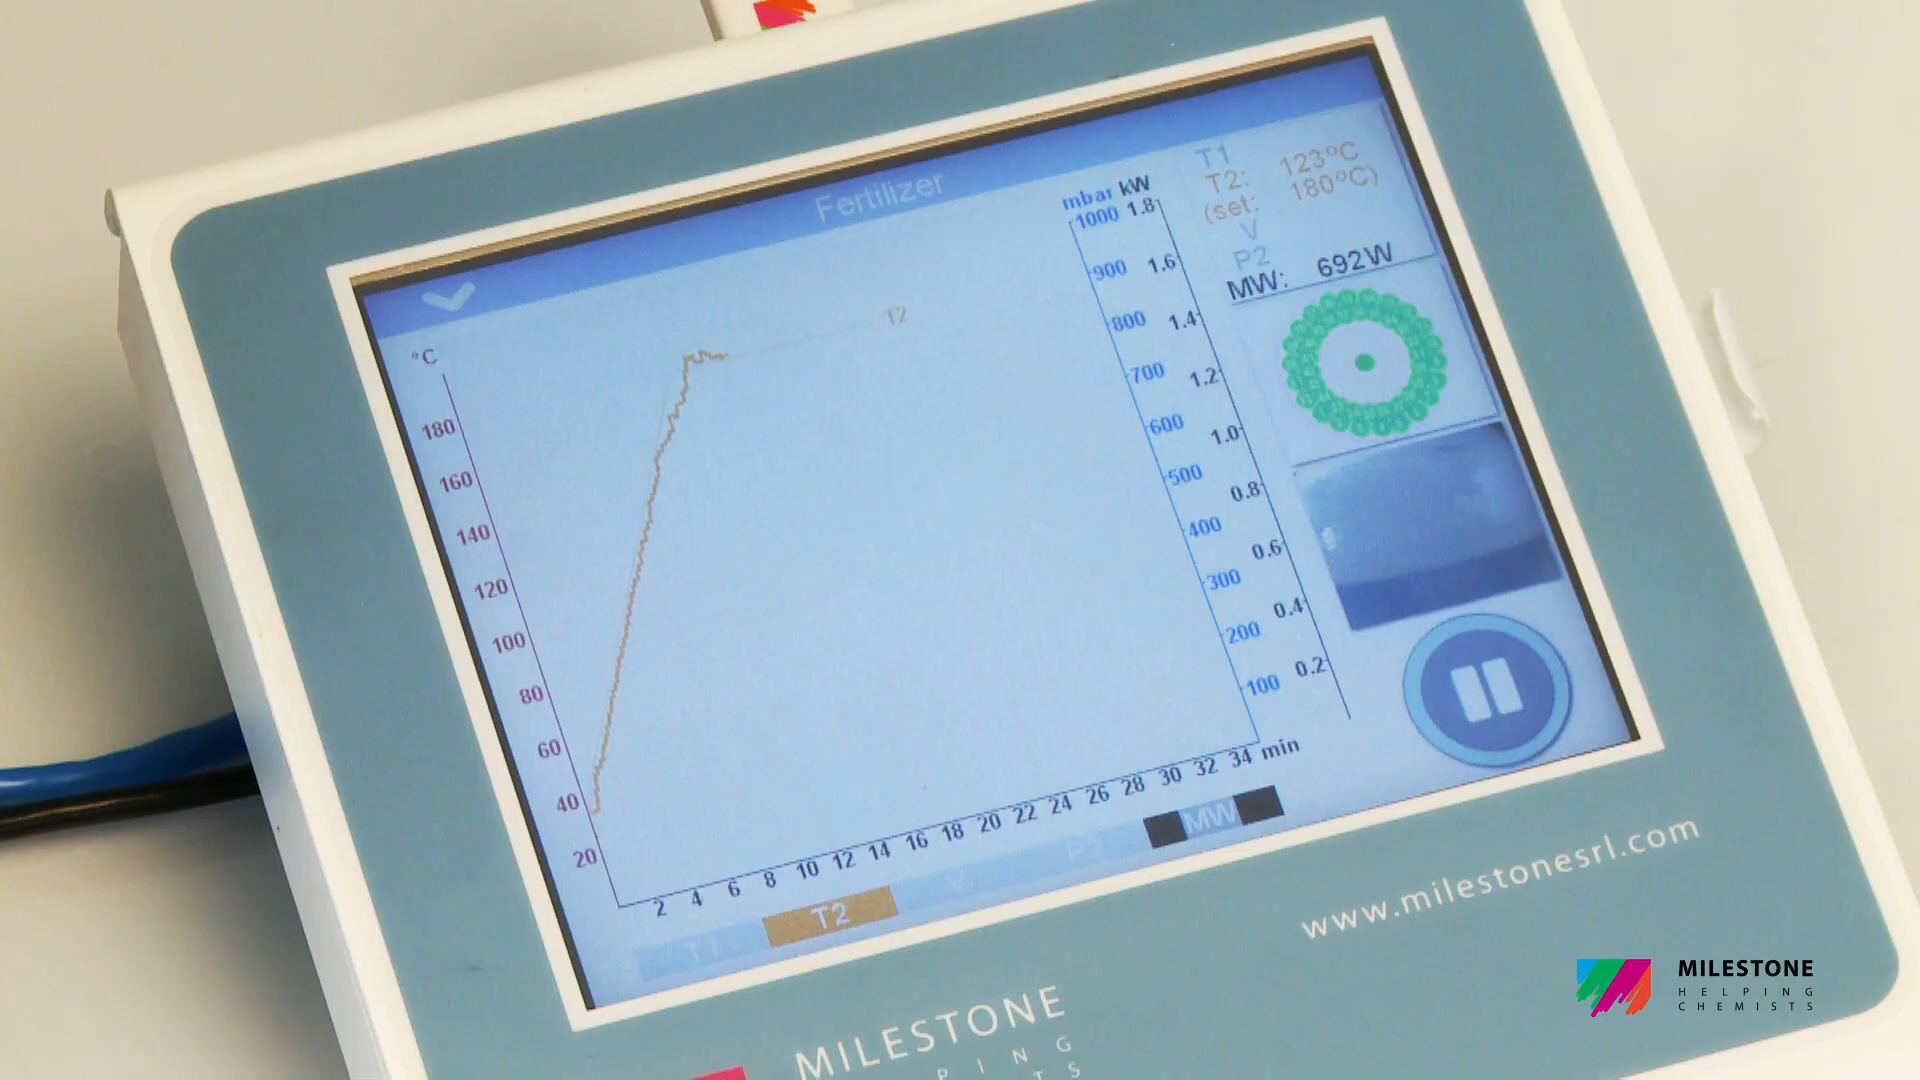 Fertilizer
T1
T2: 123°C
(set: 180°C)
V
P2
MW: 692W
°C
180
160
140
120
100
80
60
40
20
T2
mbar kW
1000 1.8
900 1.6
800 1.4
700 1.2
600 1.0
500 0.8
400 0.6
300 0.4
200 0.2
100
2 4 6 8 10 12 14 16 18 20 22 24 26 28 30 32 34 min
T1 T2 V P2 MW
www.milestonesrl.com
MILESTONE
PING
TS
MILESTONE
HELPING
CHEMISTS